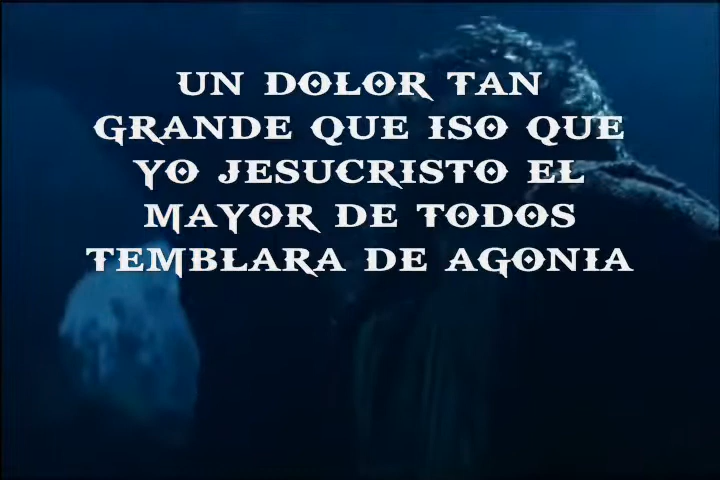 UN DOLOR TAN
GRANDE QUE ISO QUE
YO JESUCRISTO EL
MAYOR DE TODOS
TEMBLARA DE AGONIA